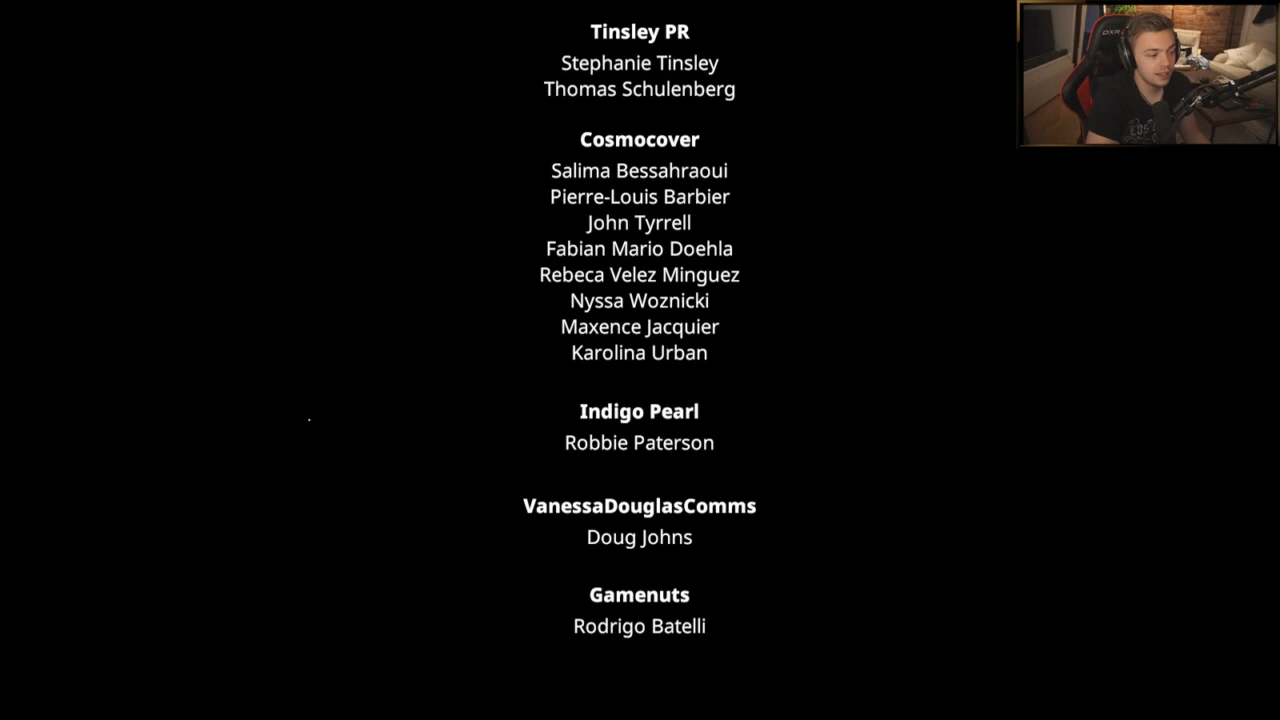 Tinsley PR
Stephanie Tinsley
Thomas Schulenberg
Cosmocover
Salima Bessahraoui
Pierre-Louis Barbier
John Tyrrell
Fabian Mario Doehla
Rebeca Velez Minguez
Nyssa Woznicki
Maxence Jacquier
Karolina Urban
Indigo Pearl
Robbie Paterson
VanessaDouglasComms
Doug Johns
Gamenuts
Rodrigo Batelli